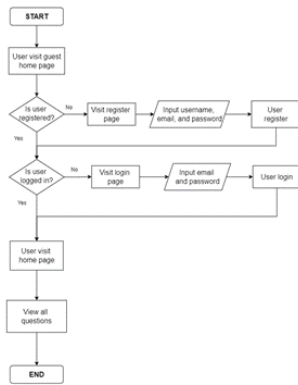 START
User visit guest
home page
Is user
registered?
No
Visit register
page
Input username,
email, and password
User
register
Yes
Is user
logged in?
No
Visit login
page
Input email
and password
User login
Yes
User visit
home page
View all
questions
END